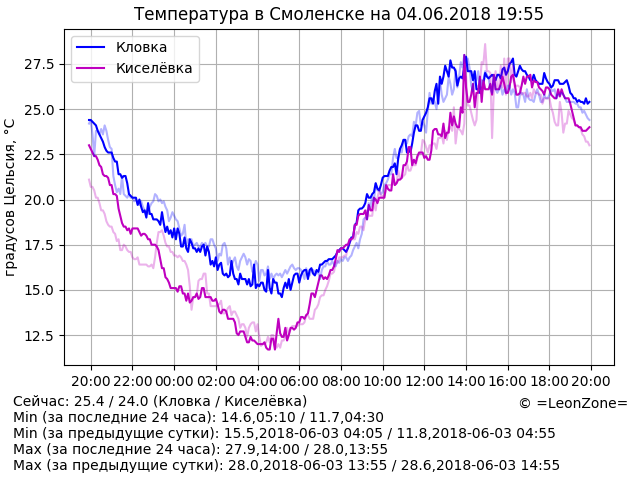 Температура в Смоленске на 04.06.2018 19:55
Кловка
Киселёвка
градусов Цельсия, °C
27.5
25.0
22.5
20.0
17.5
15.0
12.5
20:00 22:00 00:00 02:00 04:00 06:00 08:00 10:00 12:00 14:00 16:00 18:00 20:00
Сейчас: 25.4 / 24.0 (Кловка / Киселёвка)
© =LeonZone=
Min (за последние 24 часа): 14.6,05:10 / 11.7,04:30
Min (за предыдущие сутки): 15.5,2018-06-03 04:05 / 11.8,2018-06-03 04:55
Max (за последние 24 часа): 27.9,14:00 / 28.0,13:55
Max (за предыдущие сутки): 28.0,2018-06-03 13:55 / 28.6,2018-06-03 14:55